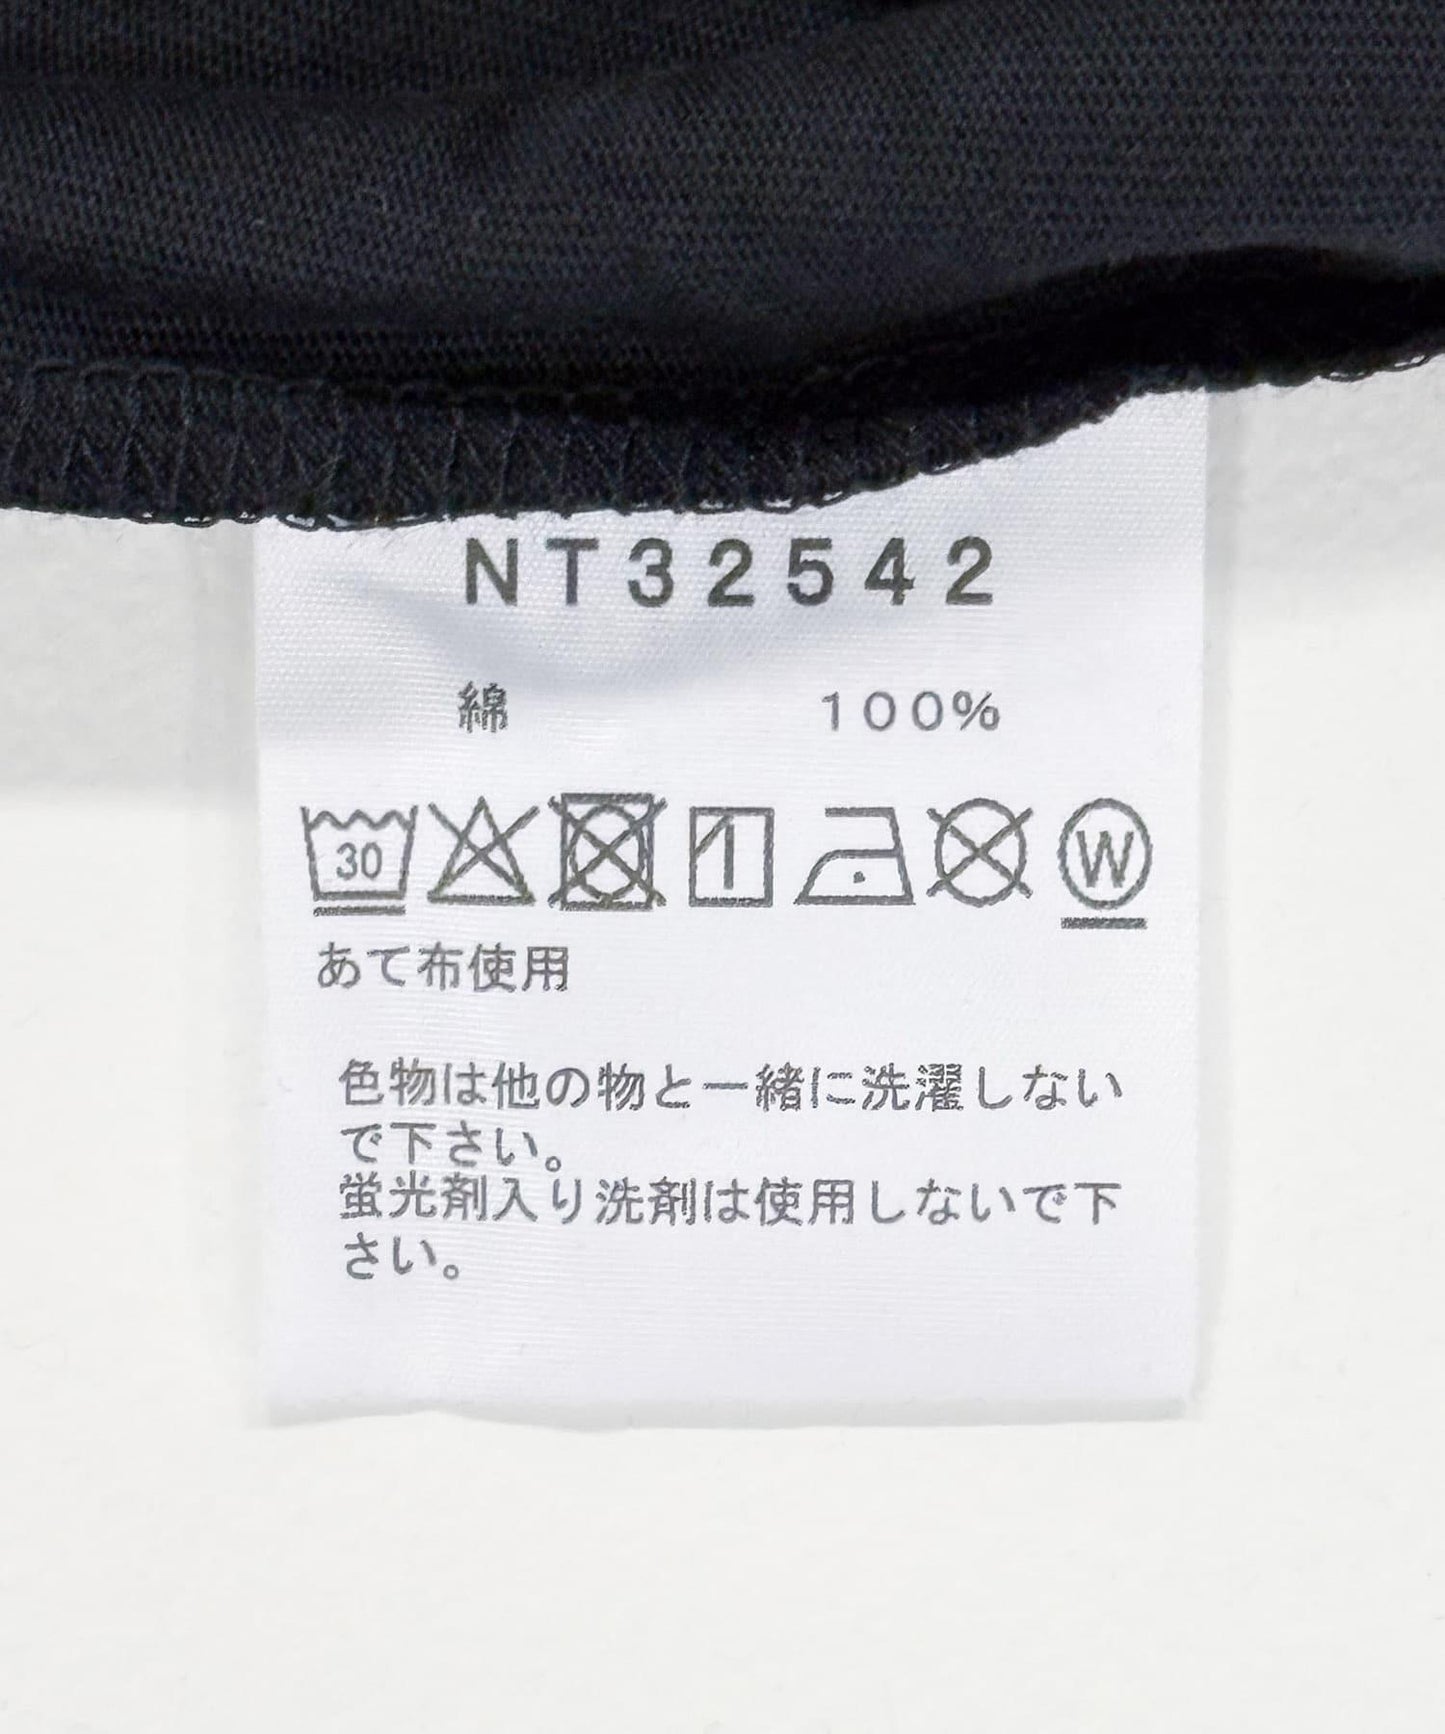 NT32542
綿 100%
30 W
あて布使用
色物は他の物と一緒に洗濯しない
で下さい。
蛍光剤入り洗剤は使用しないで下
さい。